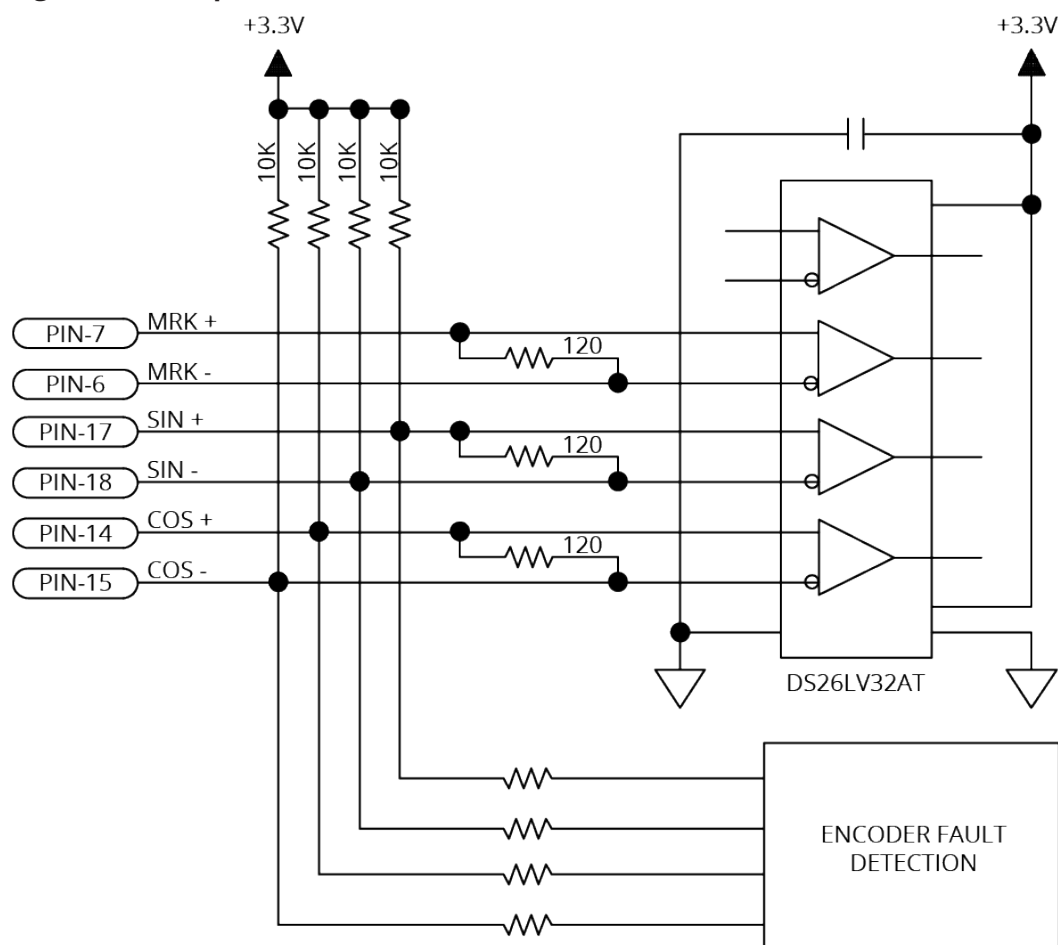 +3.3V
+3.3V
10K
10K
10K
10K
PIN-7
MRK +
120
PIN-6
MRK -
PIN-17
SIN +
120
PIN-18
SIN -
PIN-14
COS +
120
PIN-15
COS -
DS26LV32AT
ENCODER FAULT
DETECTION